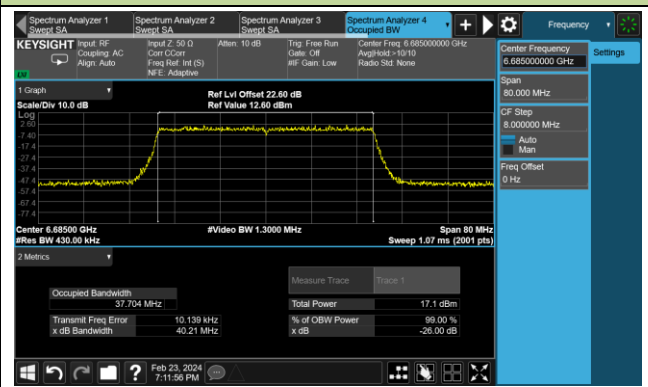 Spectrum Analyzer 1
Swept SA
Spectrum Analyzer 2
Swept SA
Spectrum Analyzer 3
Swept SA
Spectrum Analyzer 4
Occupied BW
Frequency
KEYSIGHT
Input: RF
Coupling: AC
Align: Auto
Input Z: 50 Ω
Corr CCorr
Freq Ref: Int (S)
NFE: Adaptive
Atten: 10 dB
Trig: Free Run
Gate: Off
#IF Gain: Low
Center Freq: 6.685000000 GHz
Avg|Hold:>10/10
Radio Std: None
Center Frequency
6.685000000 GHz
Settings
Span
80.000 MHz
CF Step
8.000000 MHz
Auto
Man
Freq Offset
0 Hz
1 Graph
Scale/Div 10.0 dB
Ref Lvl Offset 22.60 dB
Ref Value 12.60 dBm
Log
2.60
-7.40
-17.4
-27.4
-37.4
-47.4
-57.4
-67.4
-77.4
Center 6.68500 GHz
#Res BW 430.00 kHz
#Video BW 1.3000 MHz
Span 80 MHz
Sweep 1.07 ms (2001 pts)
2 Metrics
Measure Trace
Trace 1
Occupied Bandwidth
37.704 MHz
Total Power
17.1 dBm
Transmit Freq Error
10.139 kHz
% of OBW Power
99.00 %
x dB Bandwidth
40.21 MHz
x dB
-26.00 dB
Feb 23, 2024
7:11:56 PM